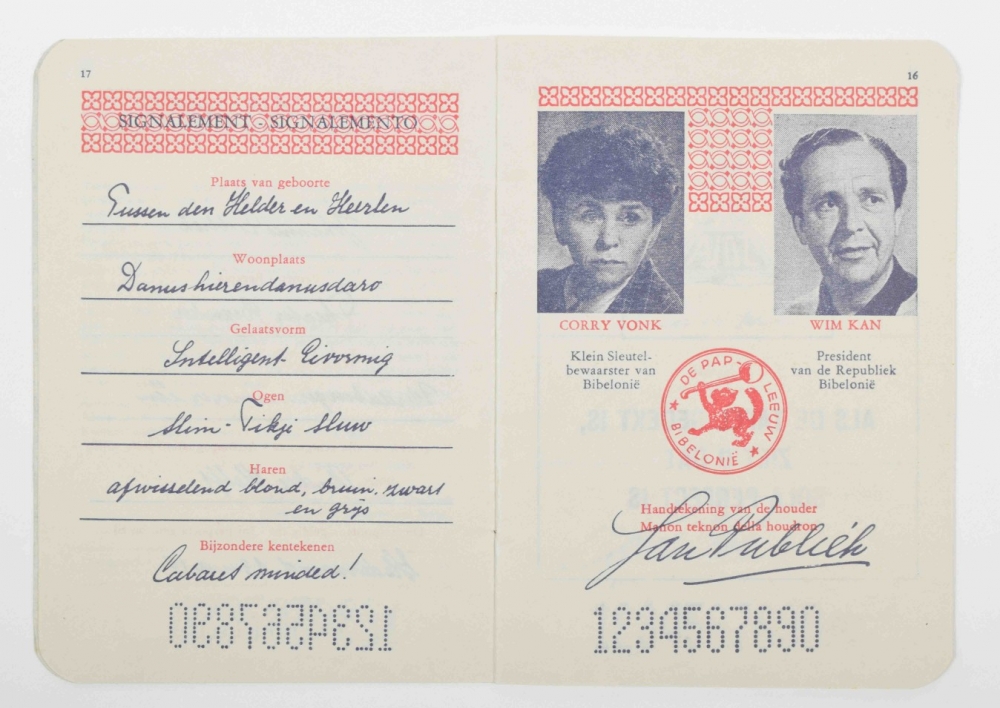 17
SIGNALEMENT - SIGNALEMENTO
Plaats van geboorte
Tussen den Helder en Heerlen
Woonplaats
Danushierendanusdaro
Gelaatsvorm
Intelligent Eivormig
Ogen
Slim - Tikje sluw
Haren
afwisselend blond, bruin, zwart
en grijs
Bijzondere kentekenen
Cabaret minded!
1234567890
16
CORRY VONK
Klein Sleutel-
bewaarster van
Bibelonië
WIM KAN
President
van de Republiek
Bibelonië
DE PAP-LEEUW
BIBELONIË
Handtekening van de houder
Manon teknon della houdron
Jan Publiek
1234567890